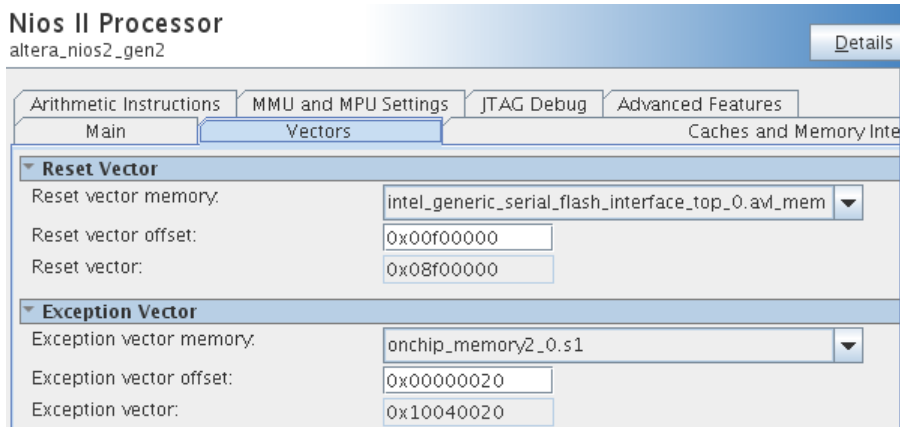 Nios II Processor
altera_nios2_gen2
Details
Arithmetic Instructions MMU and MPU Settings JTAG Debug Advanced Features
Main Vectors Caches and Memory Inte
Reset Vector
Reset vector memory: intel_generic_serial_flash_interface_top_0.avl_mem
Reset vector offset: 0x00f00000
Reset vector: 0x08f00000
Exception Vector
Exception vector memory: onchip_memory2_0.s1
Exception vector offset: 0x00000020
Exception vector: 0x10040020